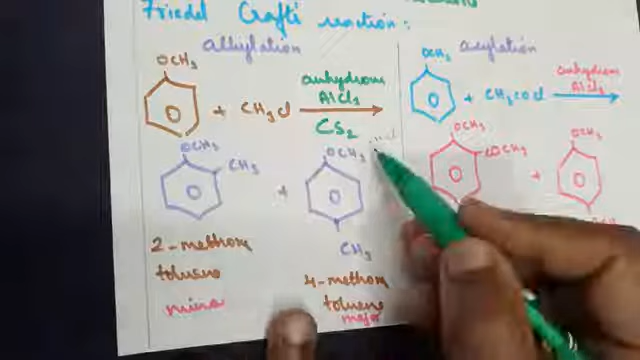 Friedel Crafts reaction:
alkylation
OCH3
+ CH3Cl
anhydrous
AlCl3
CS2
OCH3
CH3
+
OCH3
CH3
2-methoxy
toluene
minor
4-methoxy
toluene
major
acylation
OCH3
+ CH3COCl
anhydrous
AlCl3
OCH3
COCH3
+
OCH3